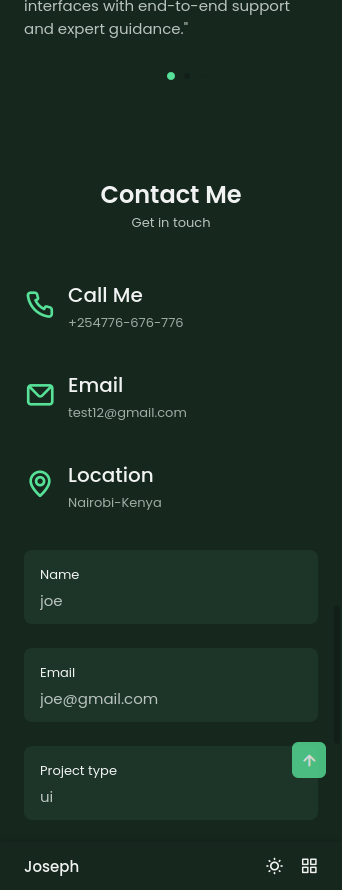 interfaces with end-to-end support
and expert guidance."
Contact Me
Get in touch
Call Me
+254776-676-776
Email
test12@gmail.com
Location
Nairobi-Kenya
Name
joe
Email
joe@gmail.com
Project type
ui
Joseph